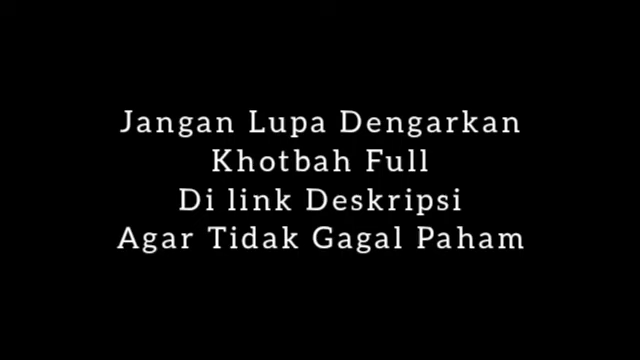 Jangan Lupa Dengarkan
Khotbah Full
Di link Deskripsi
Agar Tidak Gagal Paham